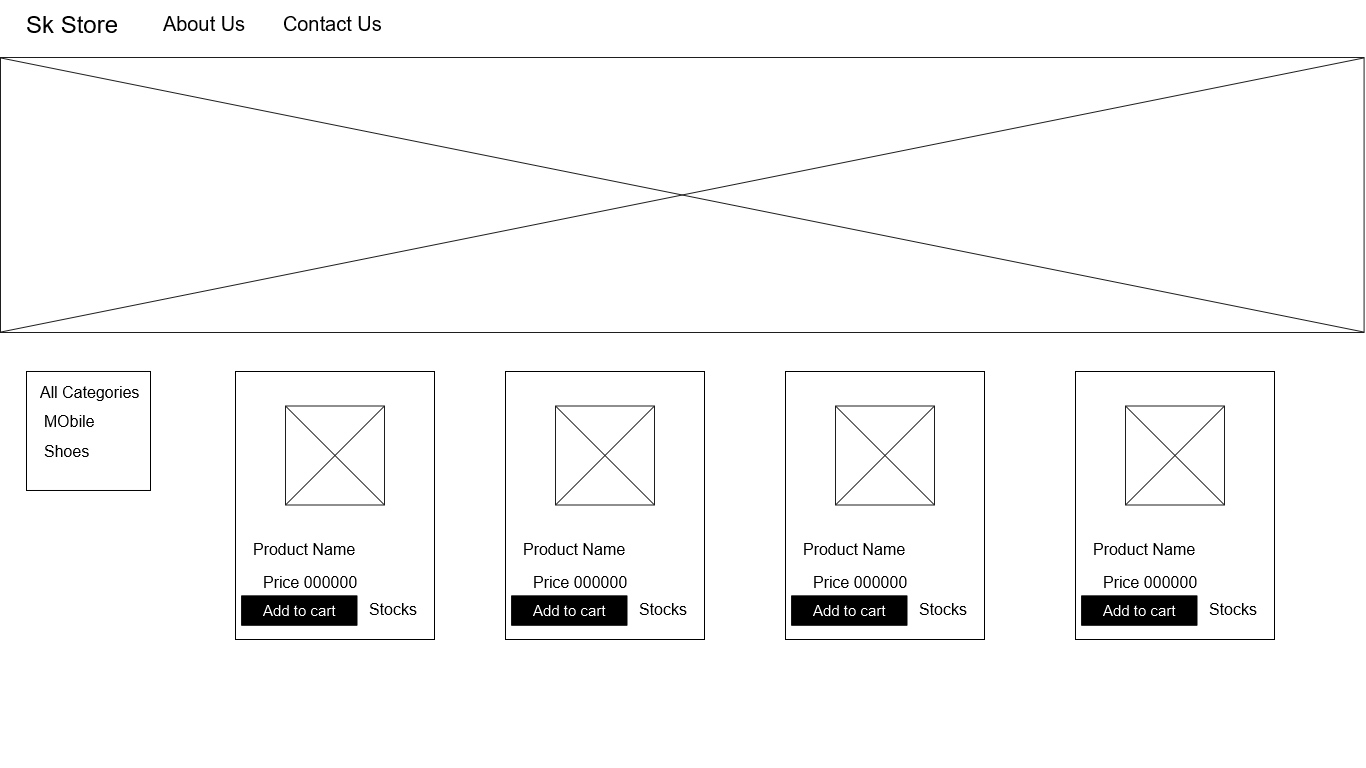 Sk Store About Us Contact Us
All Categories
MObile
Shoes
Product Name
Price 000000
Add to cart Stocks
Product Name
Price 000000
Add to cart Stocks
Product Name
Price 000000
Add to cart Stocks
Product Name
Price 000000
Add to cart Stocks